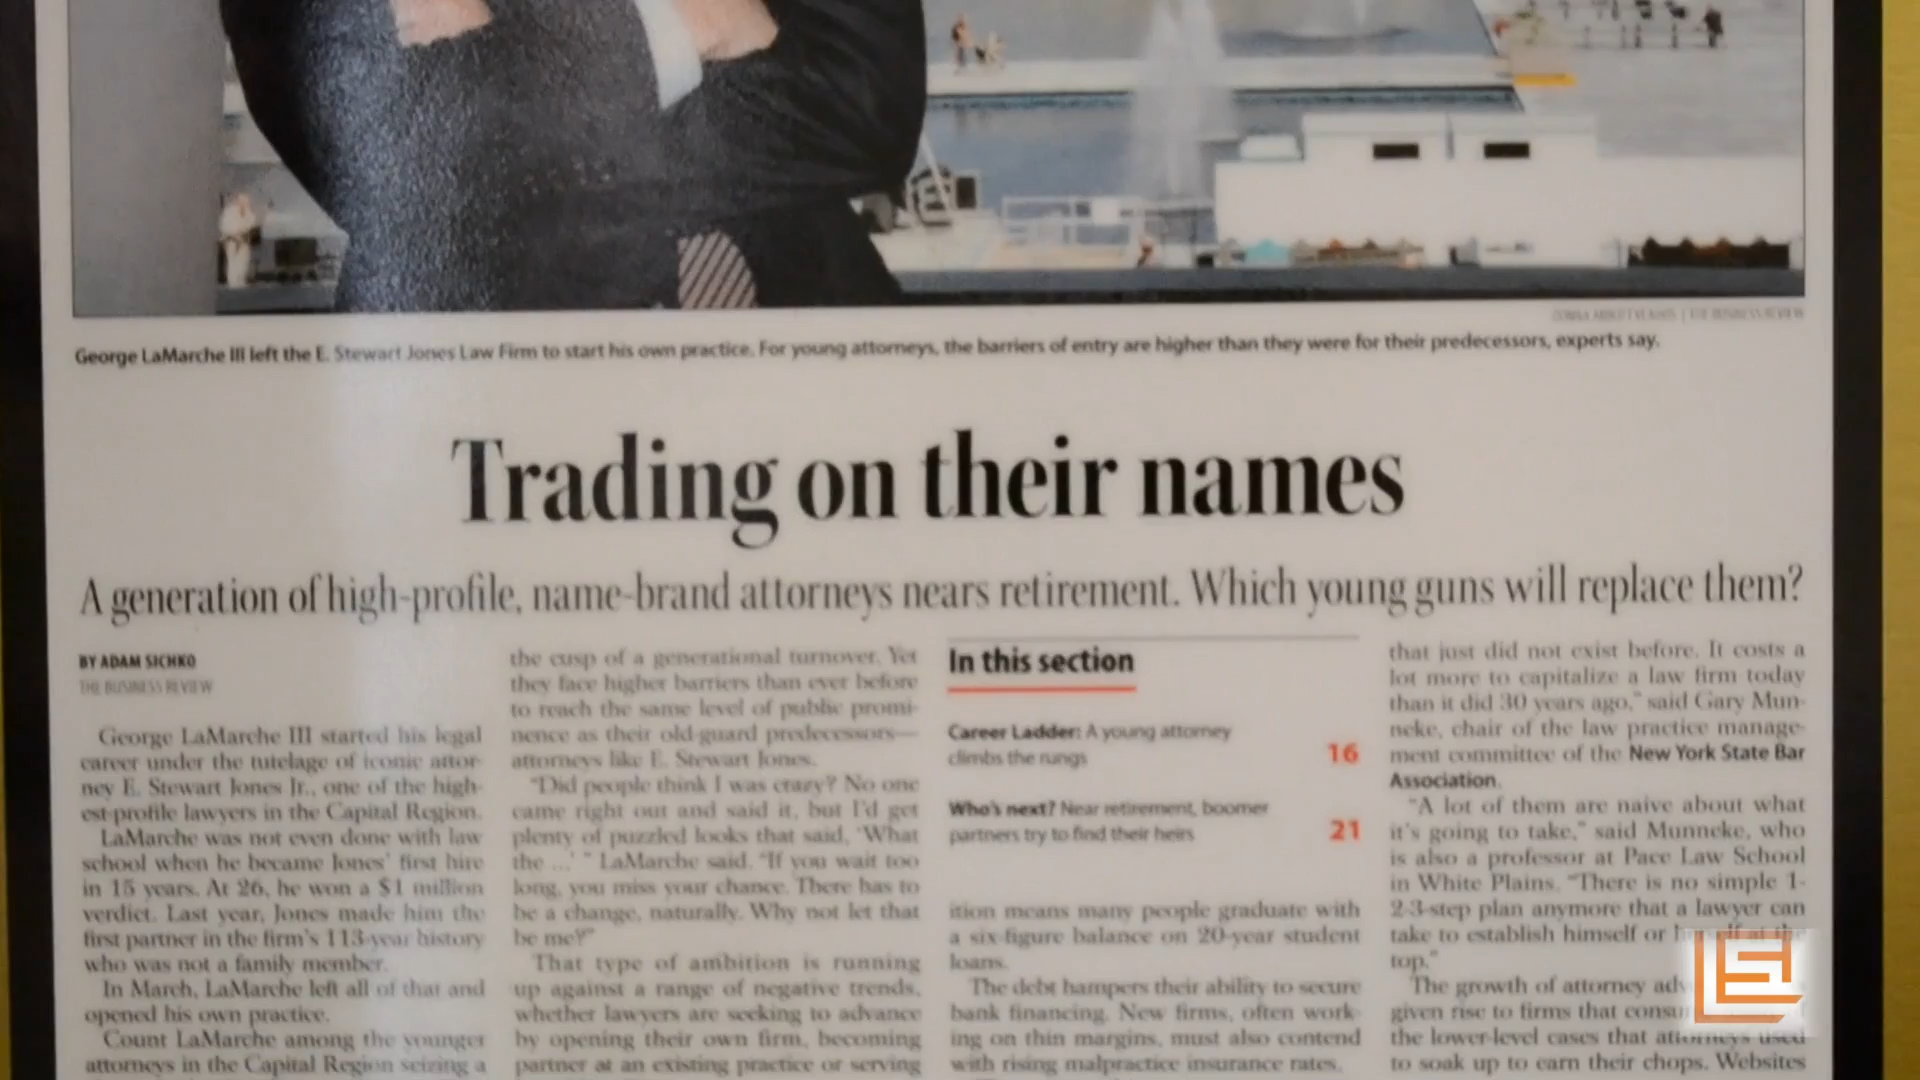 DONNA ABBOTT-VLAHOS | THE BUSINESS REVIEW
George LaMarche III left the E. Stewart Jones Law Firm to start his own practice. For young attorneys, the barriers of entry are higher than they were for their predecessors, experts say.
Trading on their names
A generation of high-profile, name-brand attorneys nears retirement. Which young guns will replace them?
BY ADAM SICHKO
THE BUSINESS REVIEW
George LaMarche III started his legal
career under the tutelage of iconic attor-
ney E. Stewart Jones Jr., one of the high-
est-profile lawyers in the Capital Region.
LaMarche was not even done with law
school when he became Jones' first hire
in 15 years. At 26, he won a $1 million
verdict. Last year, Jones made him the
first partner in the firm's 113-year history
who was not a family member.
In March, LaMarche left all of that and
opened his own practice.
Count LaMarche among the younger
attorneys in the Capital Region seizing a
the cusp of a generational turnover. Yet
they face higher barriers than ever before
to reach the same level of public promi-
nence as their old-guard predecessors—
attorneys like E. Stewart Jones.
"Did people think I was crazy? No one
came right out and said it, but I'd get
plenty of puzzled looks that said, 'What
the ...' " LaMarche said. "If you wait too
long, you miss your chance. There has to
be a change, naturally. Why not let that
be me?"
That type of ambition is running
up against a range of negative trends,
whether lawyers are seeking to advance
by opening their own firm, becoming
partner at an existing practice or serving
In this section
Career Ladder: A young attorney
climbs the rungs 16
Who's next? Near retirement, boomer
partners try to find their heirs 21
ition means many people graduate with
a six-figure balance on 20-year student
loans.
The debt hampers their ability to secure
bank financing. New firms, often work-
ing on thin margins, must also contend
with rising malpractice insurance rates.
that just did not exist before. It costs a
lot more to capitalize a law firm today
than it did 30 years ago," said Gary Mun-
neke, chair of the law practice manage-
ment committee of the New York State Bar
Association.
"A lot of them are naive about what
it's going to take," said Munneke, who
is also a professor at Pace Law School
in White Plains. "There is no simple 1-
2-3-step plan anymore that a lawyer can
take to establish himself or herself at the
top."
The growth of attorney adv
given rise to firms that consu
the lower-level cases that attorneys used
to soak up to earn their chops. Websites